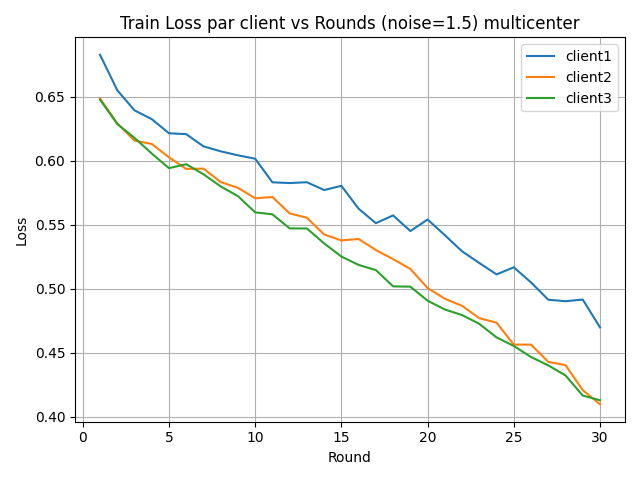 Train Loss par client vs Rounds (noise=1.5) multicenter
client1
client2
client3
Loss
0.65
0.60
0.55
0.50
0.45
0.40
0 5 10 15 20 25 30
Round